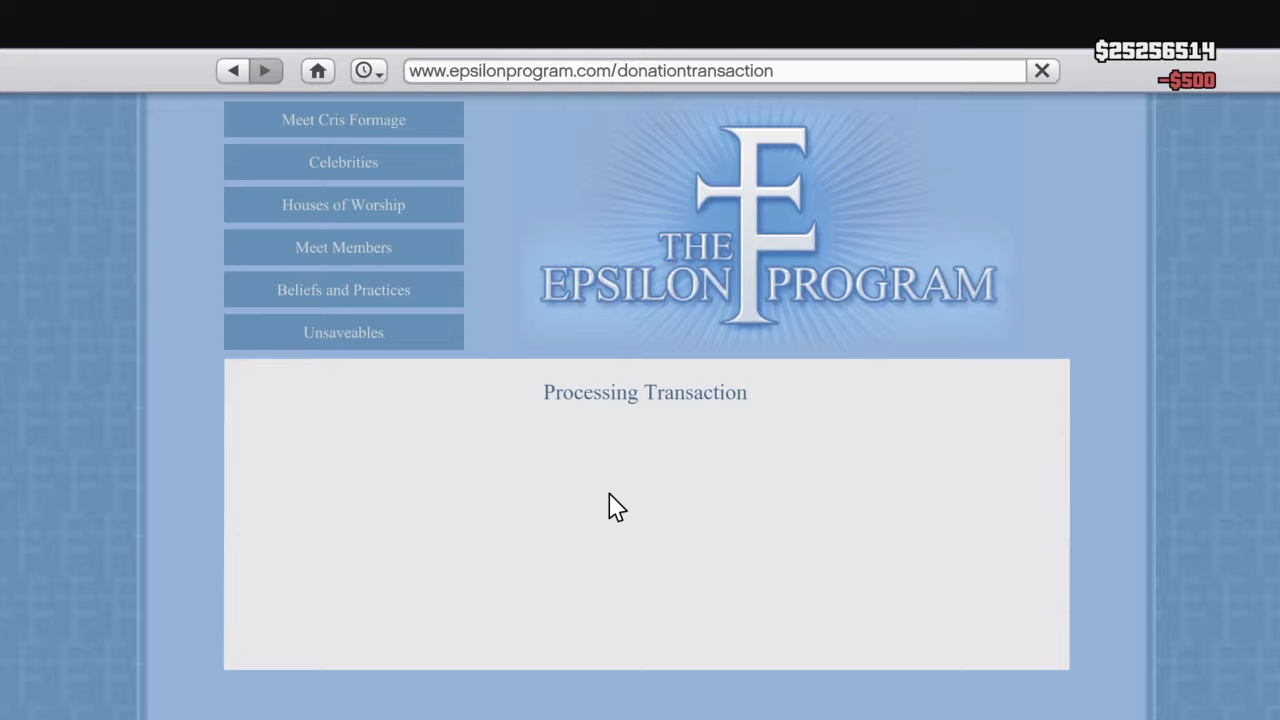 $25256514
www.epsilonprogram.com/donationtransaction
-$500
Meet Cris Formage
Celebrities
Houses of Worship
Meet Members
Beliefs and Practices
Unsaveables
THE
EPSILON PROGRAM
Processing Transaction